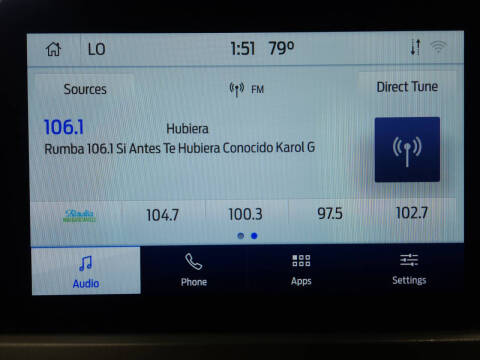 LO 1:51 79º
Sources FM Direct Tune
106.1 Hubiera
Rumba 106.1 Si Antes Te Hubiera Conocido Karol G
104.7 100.3 97.5 102.7
Audio Phone Apps Settings